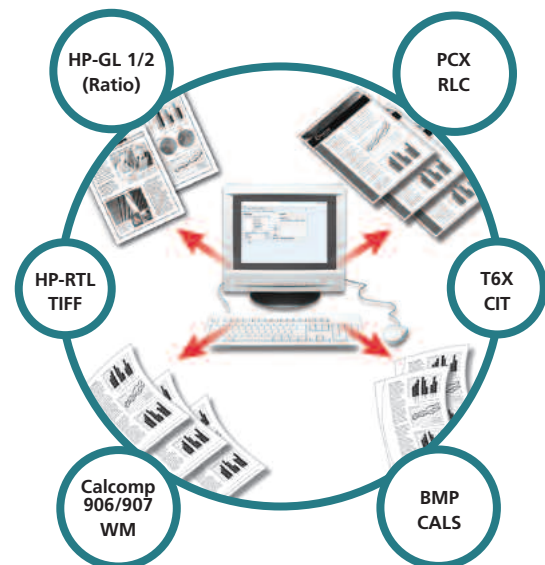 HP-GL 1/2
(Ratio)
PCX
RLC
HP-RTL
TIFF
T6X
CIT
Calcomp
906/907
WM
BMP
CALS